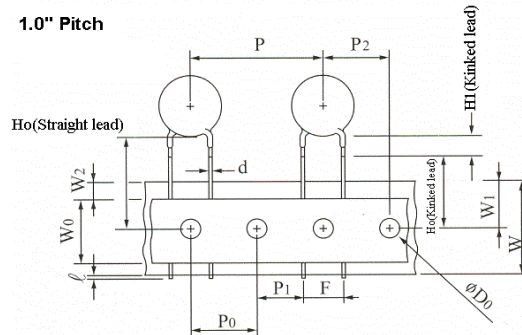 1.0" Pitch
P
P2
H1(Kinked lead)
Ho(Straight lead)
W2
d
Ho(Kinked lead)
W1
W0
W
ℓ
P1
F
øD0
P0